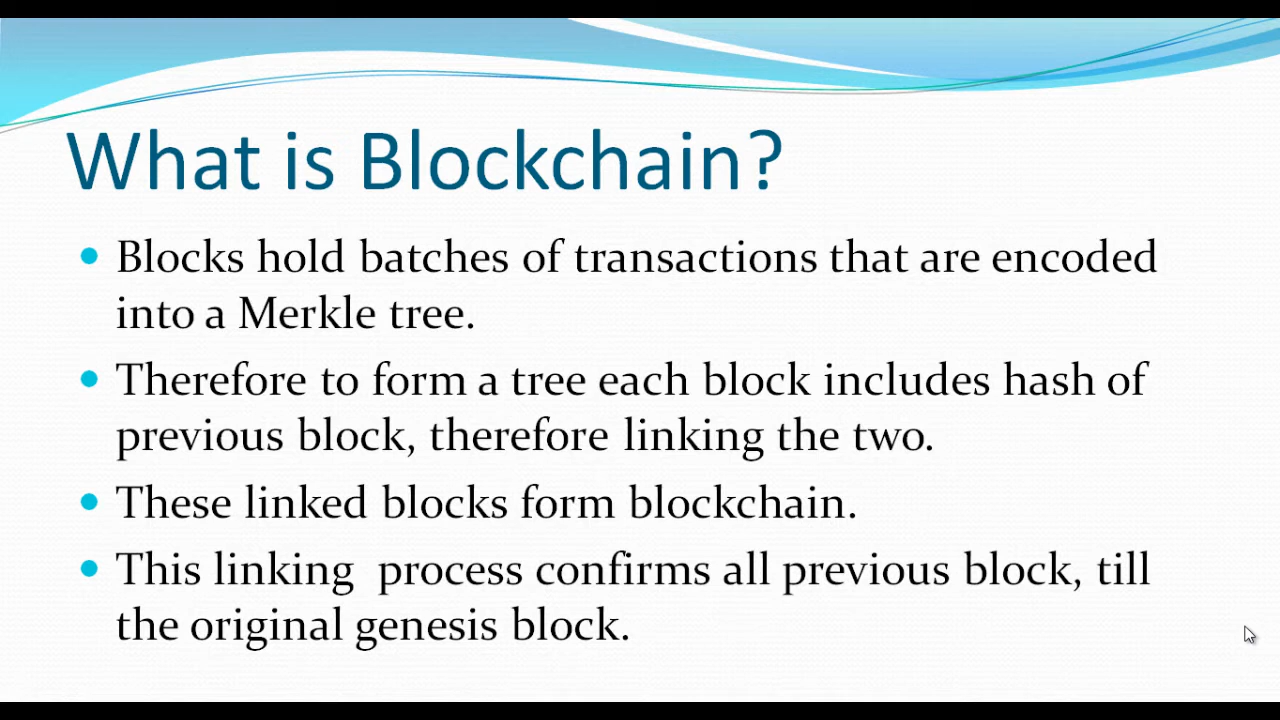 What is Blockchain?
Blocks hold batches of transactions that are encoded
into a Merkle tree.
Therefore to form a tree each block includes hash of
previous block, therefore linking the two.
These linked blocks form blockchain.
This linking  process confirms all previous block, till
the original genesis block.